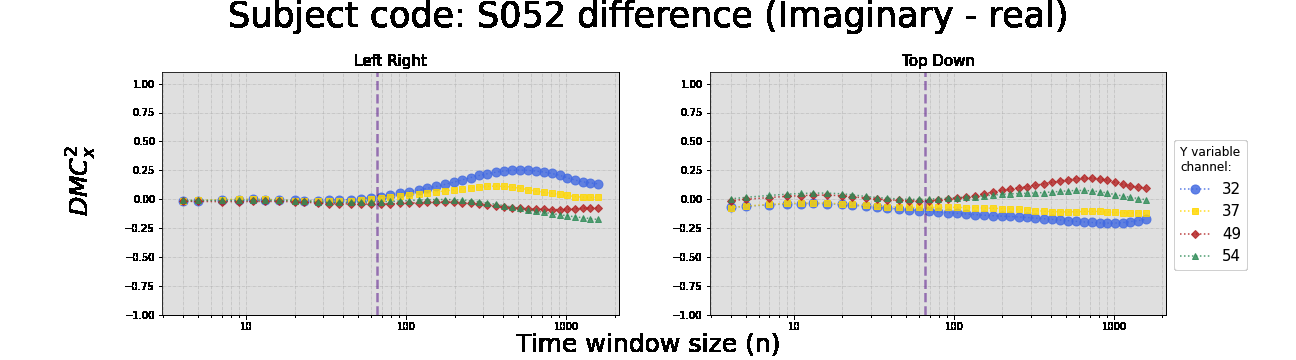 Subject code: S052 difference (Imaginary - real)
Left Right
Top Down
1.00
0.75
0.50
0.25
0.00
−0.25
−0.50
−0.75
−1.00
1.00
0.75
0.50
0.25
0.00
−0.25
−0.50
−0.75
−1.00
DMC²ₓ
10 100 1000
10 100 1000
Time window size (n)
Y variable
channel:
32
37
49
54